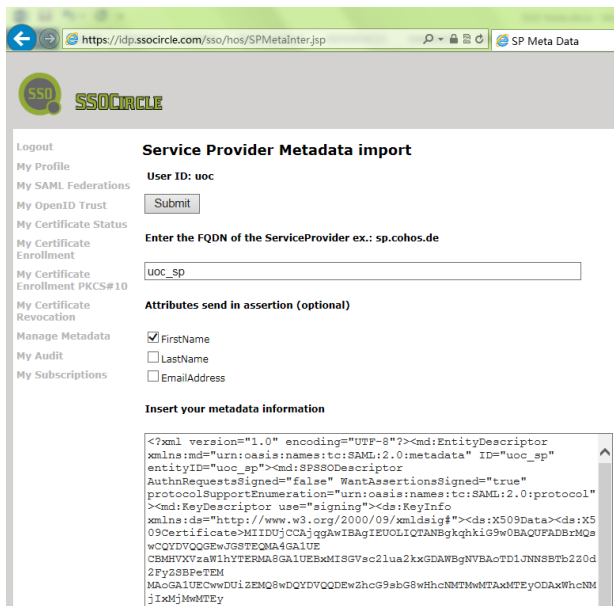 https://idp.ssocircle.com/sso/hos/SPMetaInter.jsp
SP Meta Data
SSO
SSOCIRCLE
Logout
My Profile
My SAML Federations
My OpenID Trust
My Certificate Status
My Certificate
Enrollment
My Certificate
Enrollment PKCS#10
My Certificate
Revocation
Manage Metadata
My Audit
My Subscriptions
Service Provider Metadata import
User ID: uoc
Submit
Enter the FQDN of the ServiceProvider ex.: sp.cohos.de
uoc_sp
Attributes send in assertion (optional)
FirstName
LastName
EmailAddress
Insert your metadata information
<?xml version="1.0" encoding="UTF-8"?><md:EntityDescriptor
xmlns:md="urn:oasis:names:tc:SAML:2.0:metadata" ID="uoc_sp"
entityID="uoc_sp"><md:SPSSODescriptor
AuthnRequestsSigned="false" WantAssertionsSigned="true"
protocolSupportEnumeration="urn:oasis:names:tc:SAML:2.0:protocol"
><md:KeyDescriptor use="signing"><ds:KeyInfo
xmlns:ds="http://www.w3.org/2000/09/xmldsig#"><ds:X509Data><ds:X5
09Certificate>MIIDUjCCAjqgAwIBAgIEUOLIQTANBgkqhkiG9w0BAQUFADBrMQs
wCQYDVQQGEwJGSTEQMA4GA1UE
CBMHVXVzaW1hYTERMA8GA1UEBxMISGVsc2lua2kxGDAWBgNVBAoTD1JNNSBTb2Z0d
2FyZSBPeTEM
MAoGA1UECwwDUiZEMQ8wDQYDVQQDEwZhcG9sbG8wHhcNMTMwMTAxMTEyODAxWhcNM
jIxMjMwMTEy